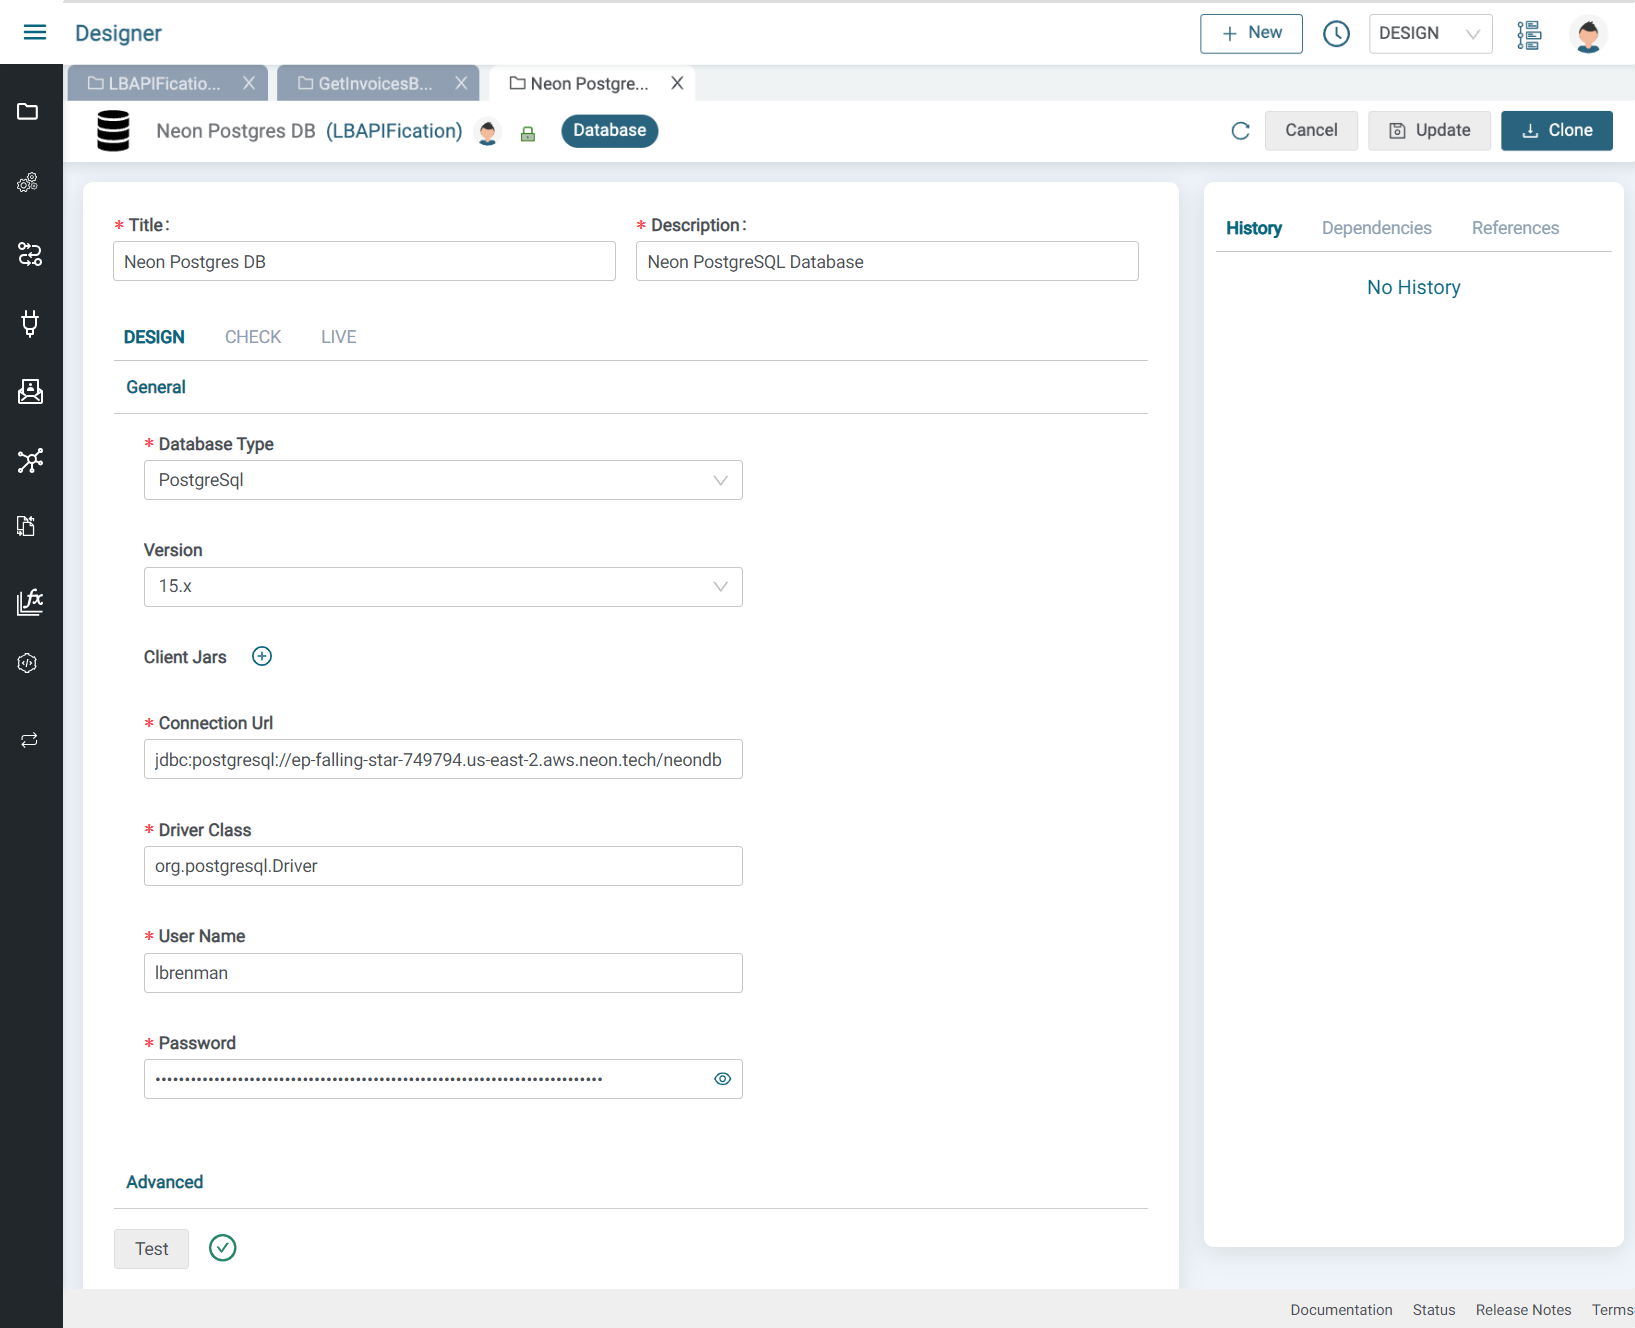 Designer
+ New
DESIGN
LBAPIFicatio...
GetInvoicesB...
Neon Postgre...
Neon Postgres DB (LBAPIFication)
Database
Cancel
Update
Clone
* Title:
* Description:
Neon Postgres DB
Neon PostgreSQL Database
DESIGN
CHECK
LIVE
General
* Database Type
PostgreSql
Version
15.x
Client Jars
* Connection Url
jdbc:postgresql://ep-falling-star-749794.us-east-2.aws.neon.tech/neondb
* Driver Class
org.postgresql.Driver
* User Name
lbrenman
* Password
Advanced
Test
History
Dependencies
References
No History
Documentation
Status
Release Notes
Terms